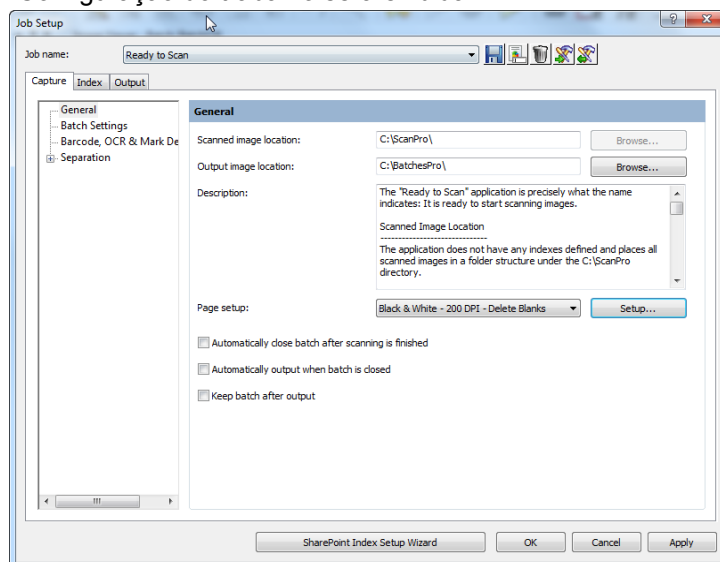 Job Setup
Job name:
Ready to Scan
Capture
Index
Output
General
Batch Settings
Barcode, OCR & Mark De
Separation
General
Scanned image location:
C:\ScanPro\
Browse...
Output image location:
C:\BatchesPro\
Browse...
Description:
The "Ready to Scan" application is precisely what the name
indicates: It is ready to start scanning images.
Scanned Image Location
------------------------------
The application does not have any indexes defined and places all
scanned images in a folder structure under the C:\ScanPro
directory.
Page setup:
Black & White - 200 DPI - Delete Blanks
Setup...
Automatically close batch after scanning is finished
Automatically output when batch is closed
Keep batch after output
SharePoint Index Setup Wizard
OK
Cancel
Apply